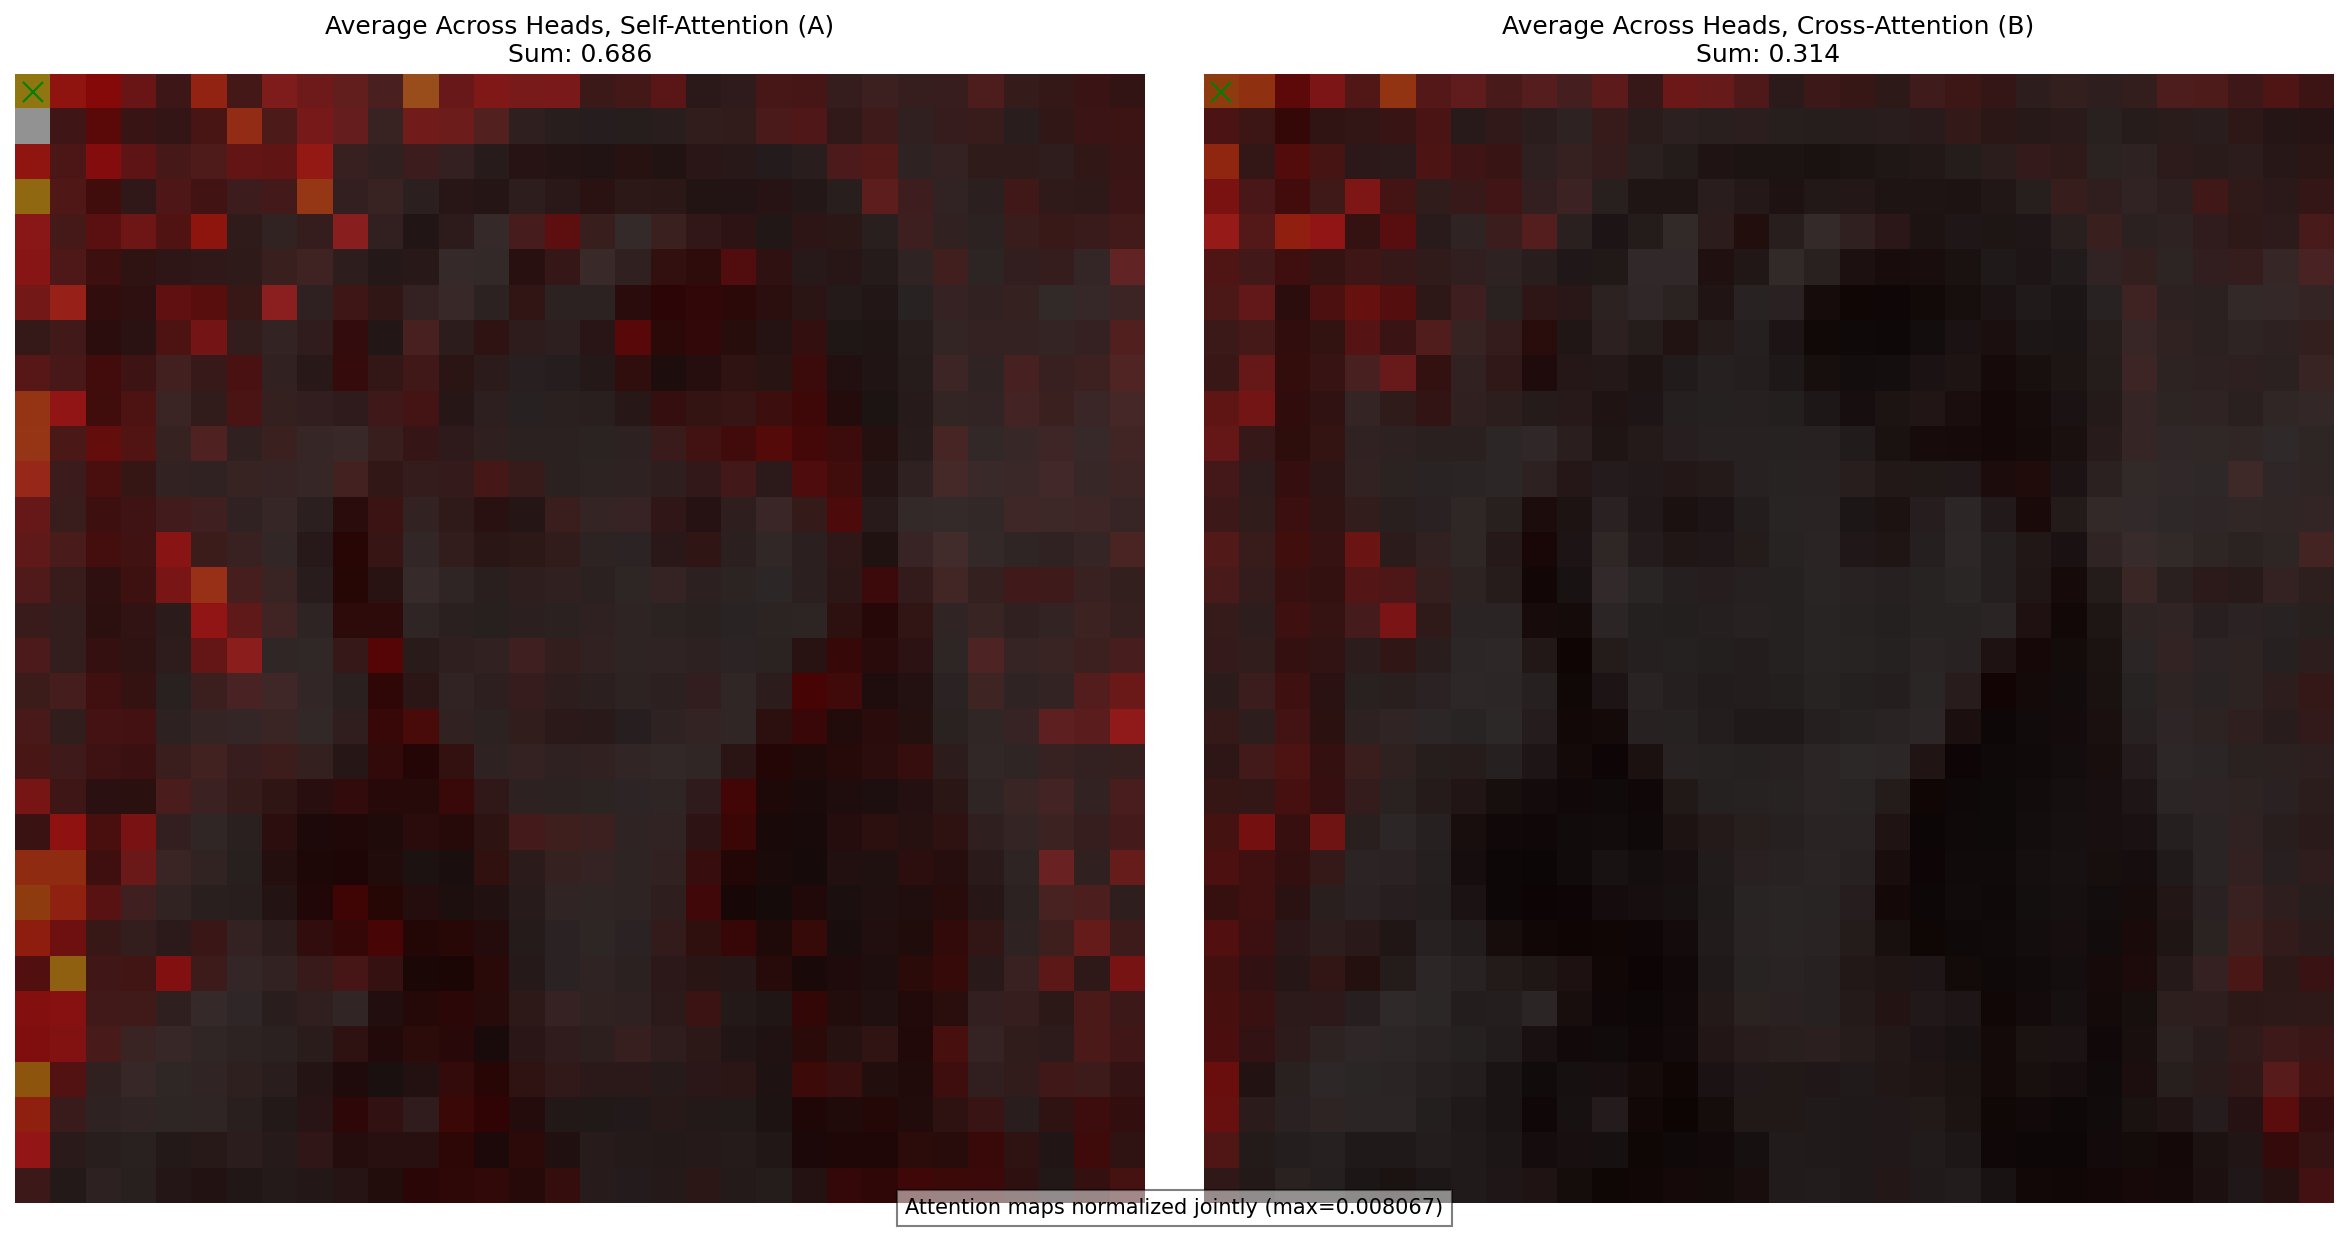 Average Across Heads, Self-Attention (A)
Sum: 0.686
Average Across Heads, Cross-Attention (B)
Sum: 0.314
Attention maps normalized jointly (max=0.008067)